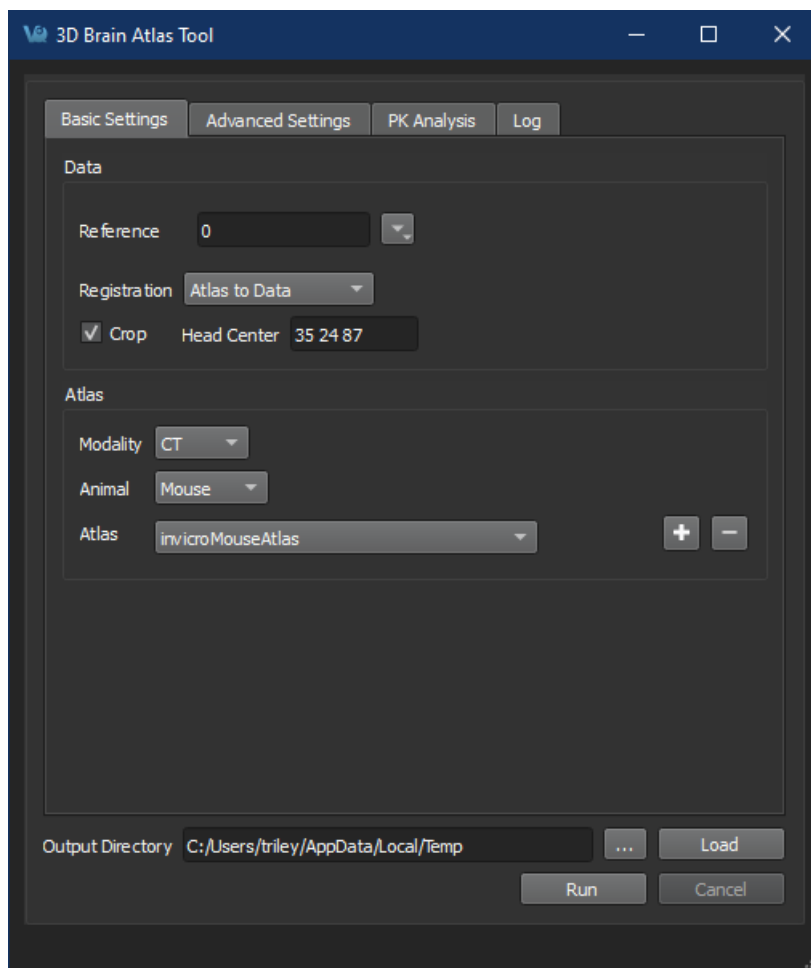 3D Brain Atlas Tool
Basic Settings Advanced Settings PK Analysis Log
Data
Reference 0
Registration Atlas to Data
Crop Head Center 35 24 87
Atlas
Modality CT
Animal Mouse
Atlas invicroMouseAtlas
Output Directory C:/Users/triley/AppData/Local/Temp ... Load
Run Cancel